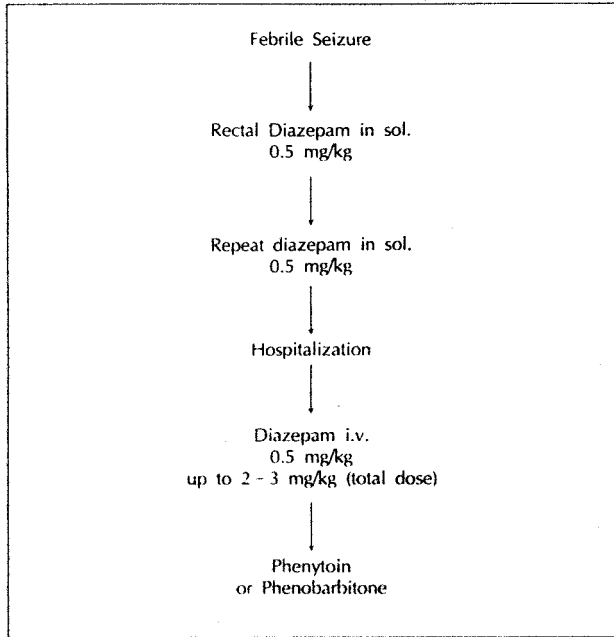 Febrile Seizure
Rectal Diazepam in sol.
0.5 mg/kg
Repeat diazepam in sol.
0.5 mg/kg
Hospitalization
Diazepam i.v.
0.5 mg/kg
up to 2 - 3 mg/kg (total dose)
Phenytoin
or Phenobarbitone